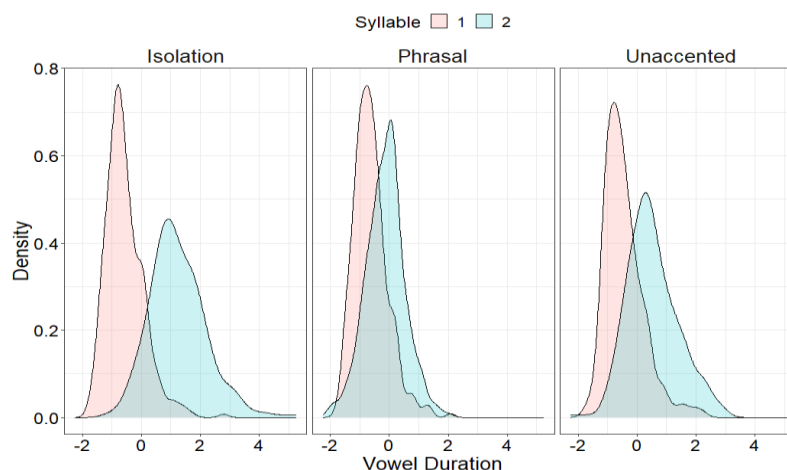 Syllable 1 2
Isolation Phrasal Unaccented
0.8
0.6
0.4
0.2
0.0
Density
-2 0 2 4 -2 0 2 4 -2 0 2 4
Vowel Duration